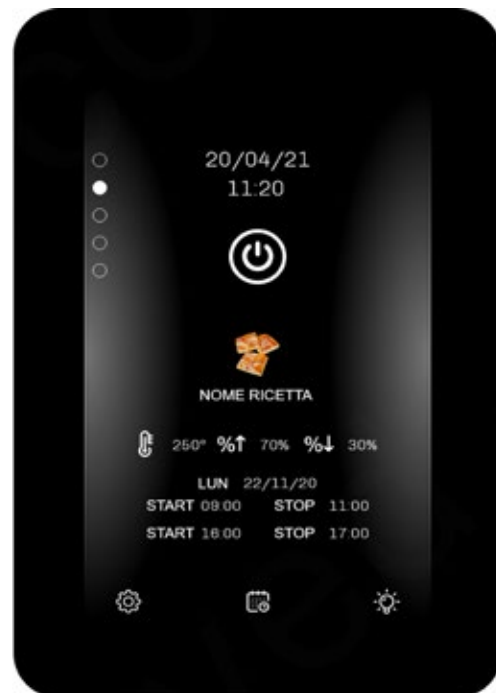 20/04/21
11:20
NOME RICETTA
250° %↑ 70% %↓ 30%
LUN 22/11/20
START 09:00 STOP 11:00
START 16:00 STOP 17:00